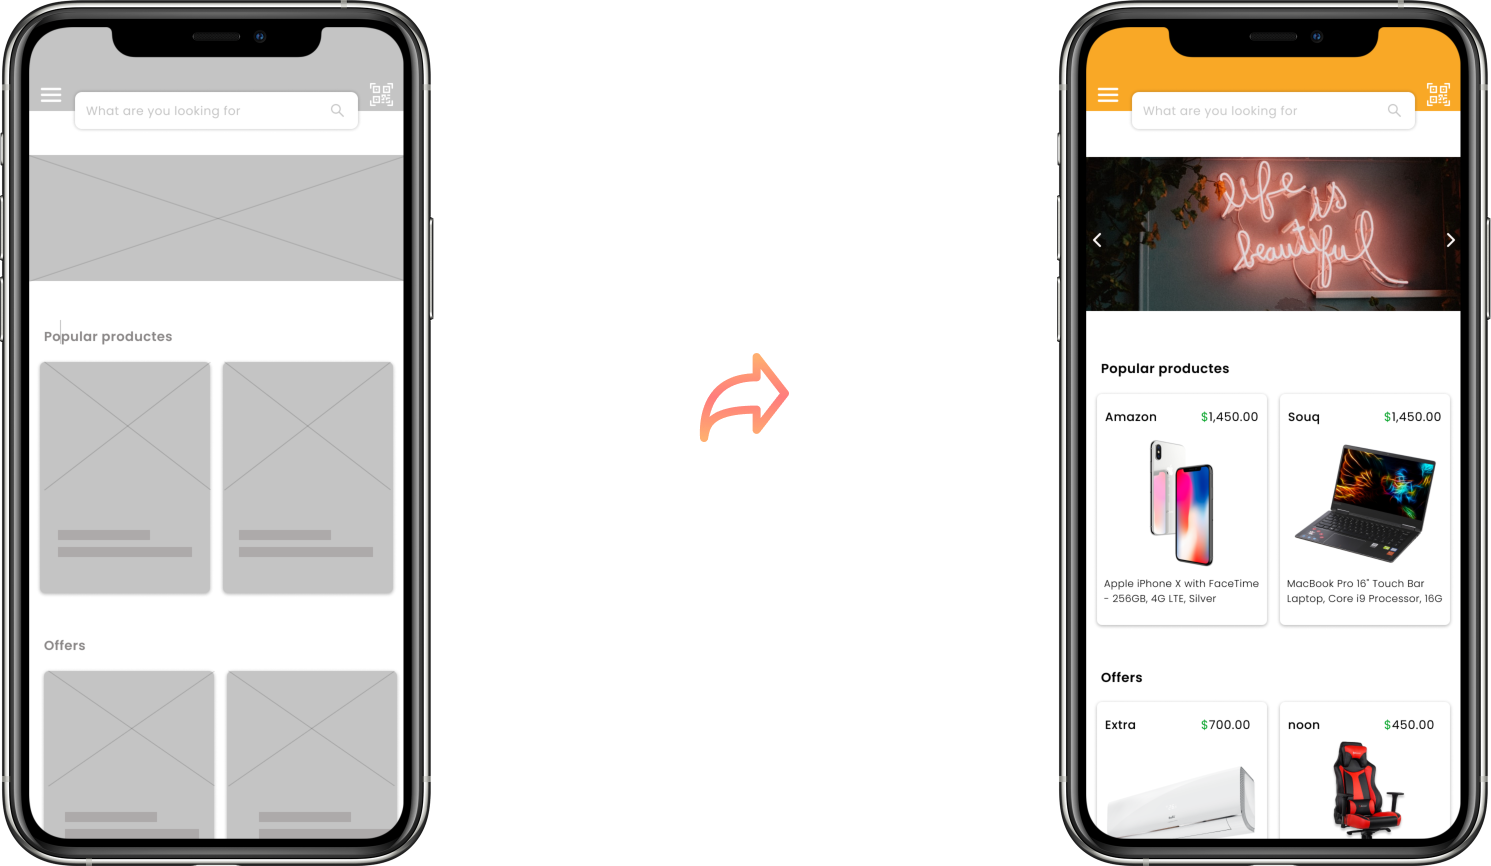 What are you looking for
Popular productes
Offers
What are you looking for
life is
beautiful
Popular productes
Amazon $1,450.00
Souq $1,450.00
Apple iPhone X with FaceTime
- 256GB, 4G LTE, Silver
MacBook Pro 16" Touch Bar
Laptop, Core i9 Processor, 16G
Offers
Extra $700.00
noon $450.00